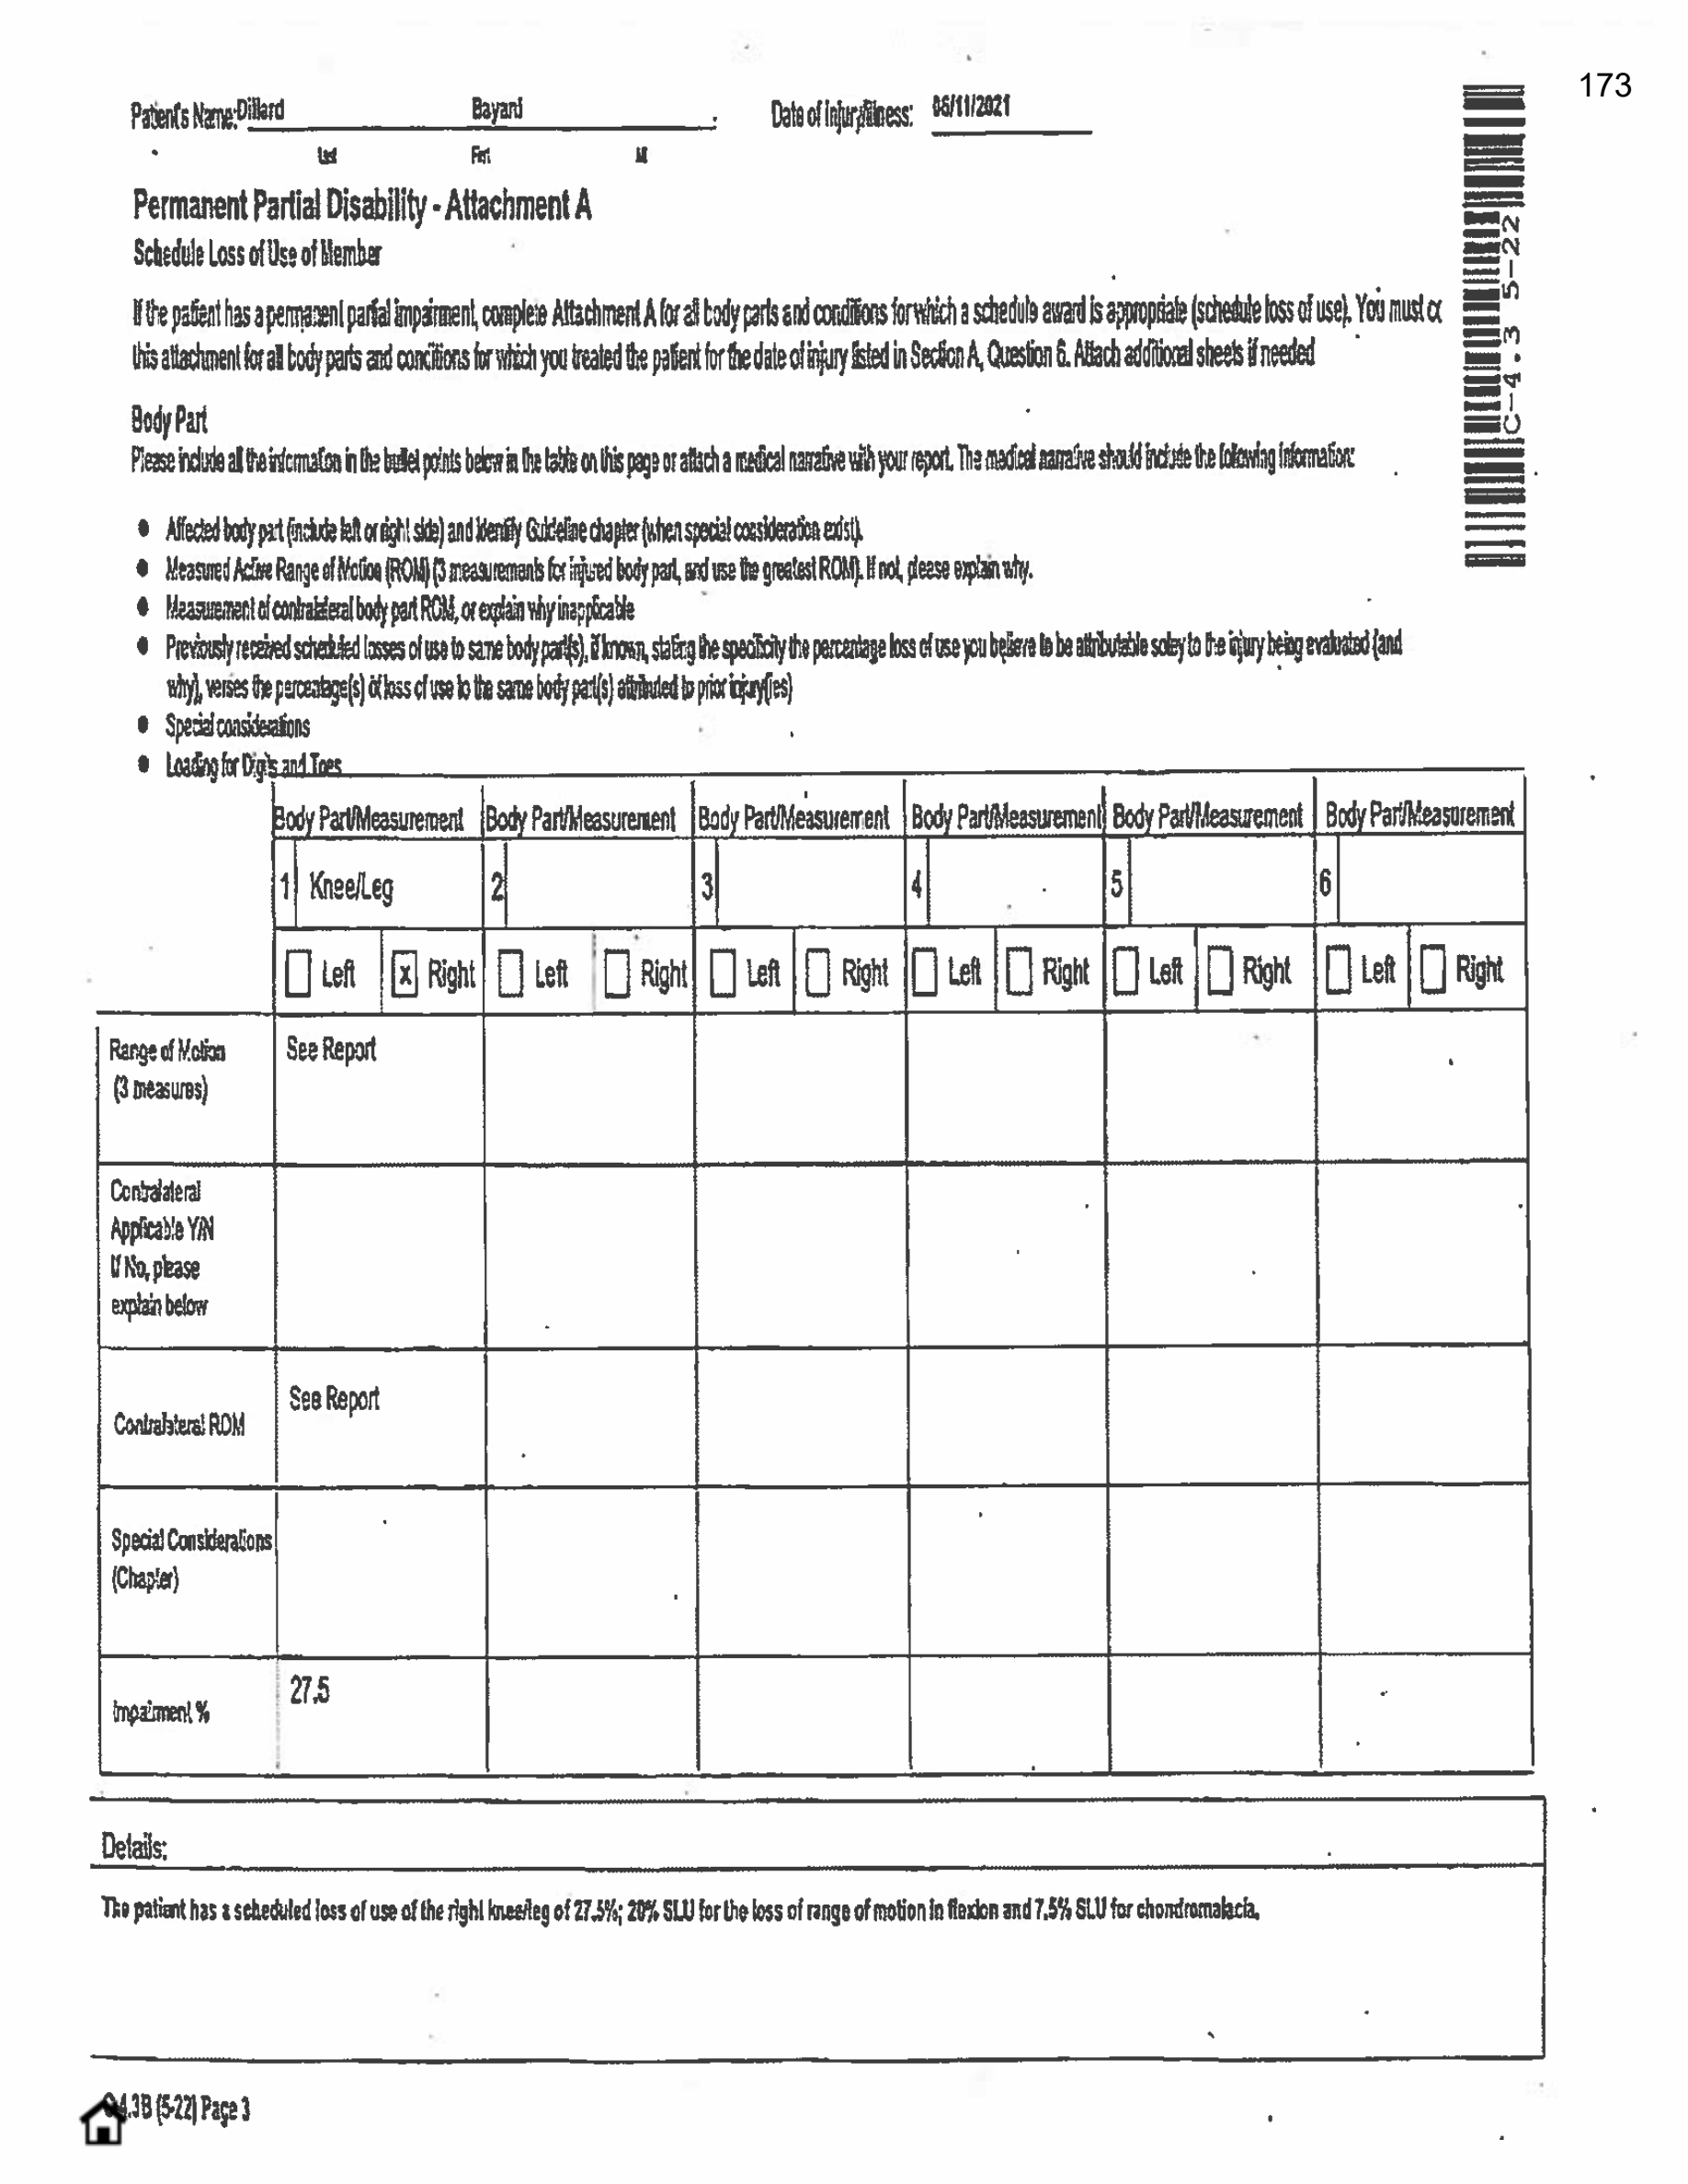 173
Patient's Name: Dillard Bayard Date of Injury/Illness: 06/11/2021
Last First MI
Permanent Partial Disability - Attachment A
Schedule Loss of Use of Member
If the patient has a permanent partial impairment, complete Attachment A for all body parts and conditions for which a schedule award is appropriate (schedule loss of use). You must cc
this attachment for all body parts and conditions for which you treated the patient for the date of injury listed in Section A, Question 6. Attach additional sheets if needed
Body Part
Please include all the information in the bullet points below in the table on this page or attach a medical narrative with your report. The medical narrative should include the following information:
● Affected body part (include left or right side) and identify Guideline chapter (when special consideration exist).
● Measured Active Range of Motion (ROM) (3 measurements for injured body part, and use the greatest ROM). If not, please explain why.
● Measurement of contralateral body part ROM, or explain why inapplicable
● Previously received scheduled losses of use to same body part(s), if known, stating the specificity the percentage loss of use you believe to be attributable soley to the injury being evaluated (and
why), verses the percentage(s) of loss of use to the same body part(s) attributed to prior injury(ies)
● Special considerations
● Loading for Digits and Toes
Body Part/Measurement Body Part/Measurement Body Part/Measurement Body Part/Measurement Body Part/Measurement Body Part/Measurement
1 Knee/Leg 2 3 4 5 6
Left x Right Left Right Left Right Left Right Left Right Left Right
Range of Motion See Report
(3 measures)
Contralateral
Applicable Y/N
If No, please
explain below
See Report
Contralateral ROM
Special Considerations
(Chapter)
27.5
Impairment %
Details:
The patient has a scheduled loss of use of the right knee/leg of 27.5%; 20% SLU for the loss of range of motion in flexion and 7.5% SLU for chondromalacia.
4.3B (5-22) Page 3
C-4.3 5-22